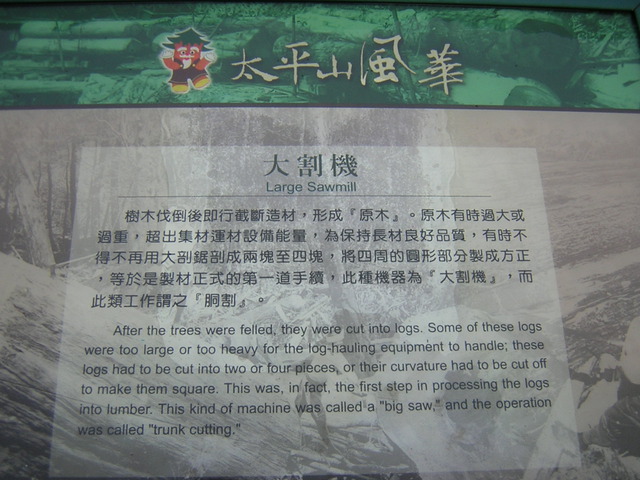 太平山風華
大割機
Large Sawmill
樹木伐倒後即行截斷造材，形成『原木』。原木有時過大或
過重，超出集材運材設備能量，為保持長材良好品質，有時不
得不再用大剖鋸剖成兩塊至四塊，將四周的圓形部分製成方正
，等於是製材正式的第一道手續，此種機器為『大割機』，而
此類工作謂之『胴割』。
After the trees were felled, they were cut into logs. Some of these logs
were too large or too heavy for the log-hauling equipment to handle; these
logs had to be cut into two or four pieces, or their curvature had to be cut off
to make them square. This was, in fact, the first step in processing the logs
into lumber. This kind of machine was called a "big saw," and the operation
was called "trunk cutting."